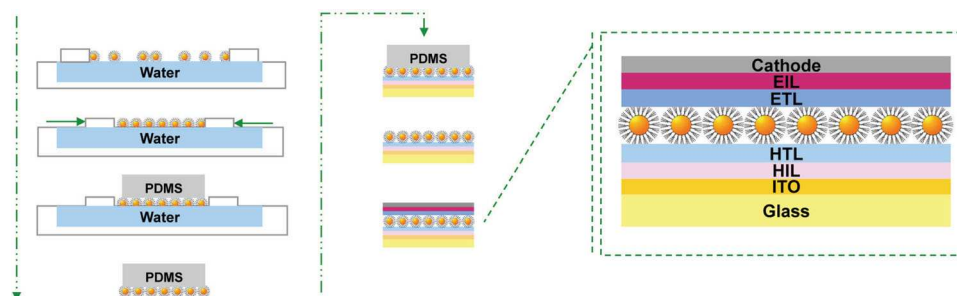 Water
Water
PDMS
Water
PDMS
PDMS
Cathode
EIL
ETL
HTL
HIL
ITO
Glass